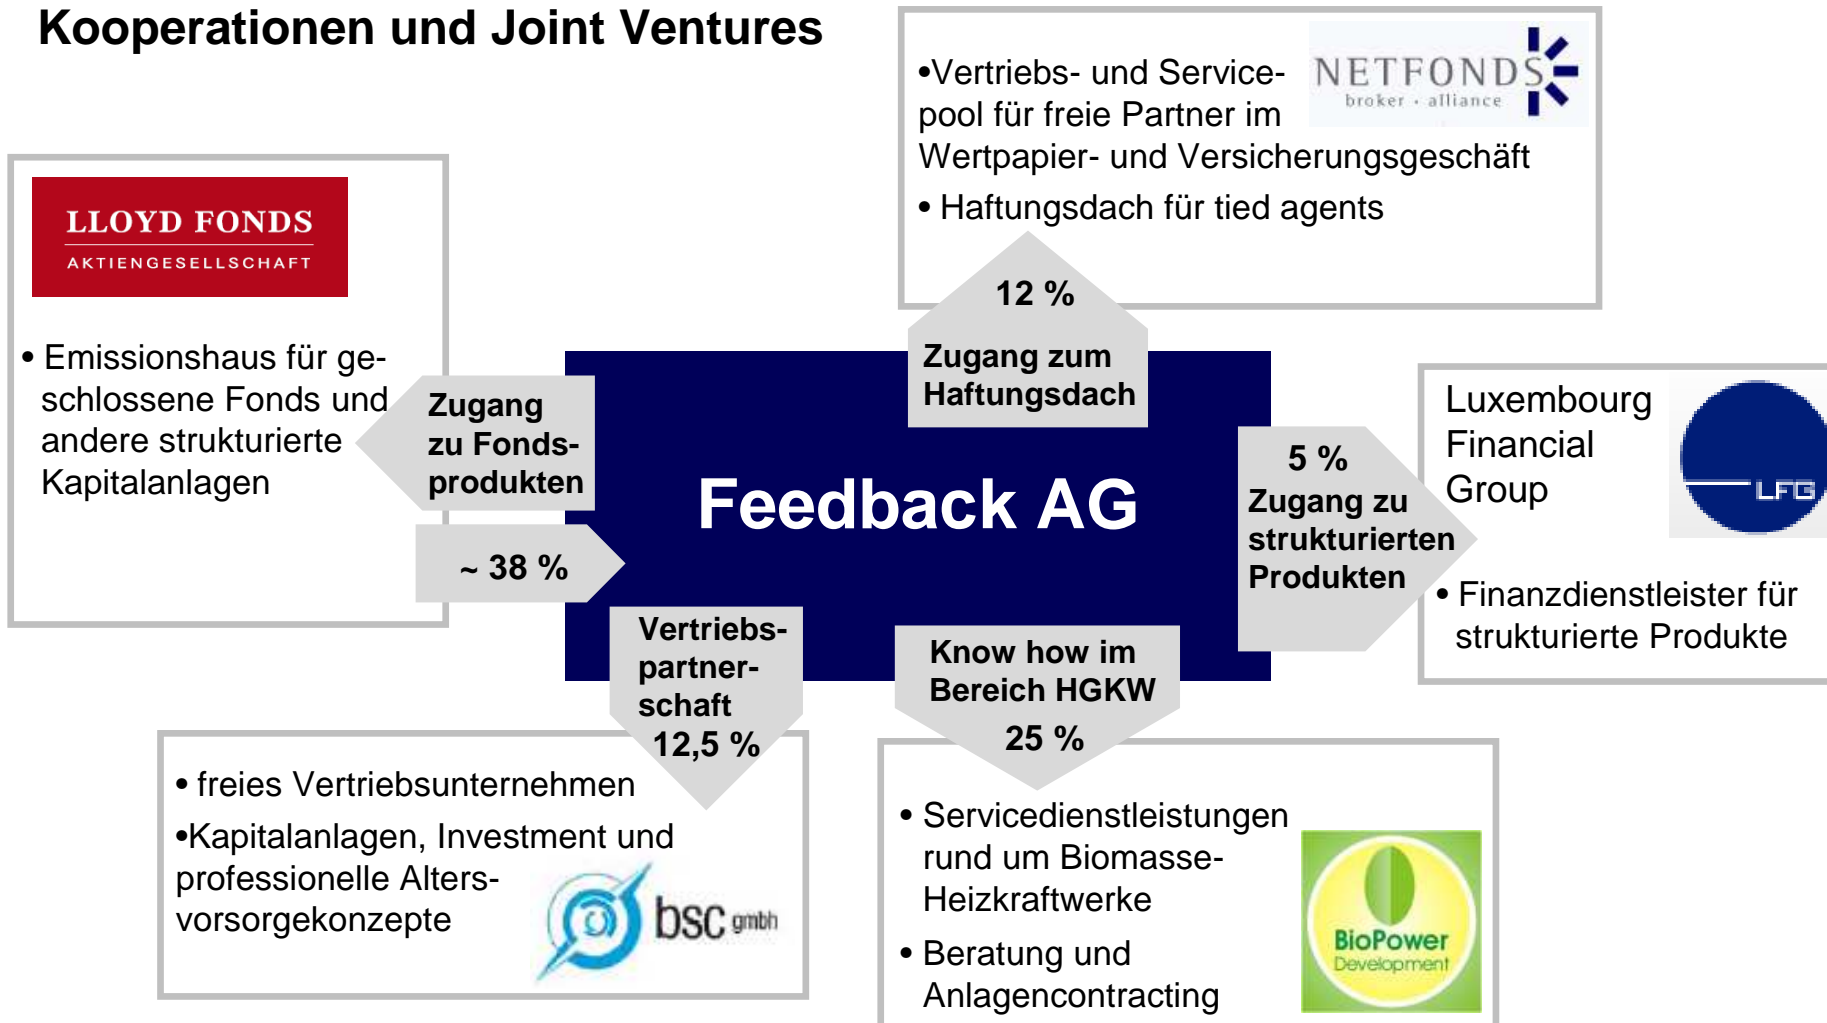 Kooperationen und Joint Ventures
•Vertriebs- und Service-
pool für freie Partner im
Wertpapier- und Versicherungsgeschäft
• Haftungsdach für tied agents
NETFONDS
broker · alliance
LLOYD FONDS
AKTIENGESELLSCHAFT
• Emissionshaus für ge-
schlossene Fonds und
andere strukturierte
Kapitalanlagen
12 %
Zugang zum
Haftungsdach
Zugang
zu Fonds-
produkten
~ 38 %
Feedback AG
5 %
Zugang zu
strukturierten
Produkten
Luxembourg
Financial
Group
LFG
• Finanzdienstleister für
strukturierte Produkte
Vertriebs-
partner-
schaft
12,5 %
Know how im
Bereich HGKW
25 %
• freies Vertriebsunternehmen
•Kapitalanlagen, Investment und
professionelle Alters-
vorsorgekonzepte
bsc gmbh
• Servicedienstleistungen
rund um Biomasse-
Heizkraftwerke
• Beratung und
Anlagencontracting
BioPower
Development